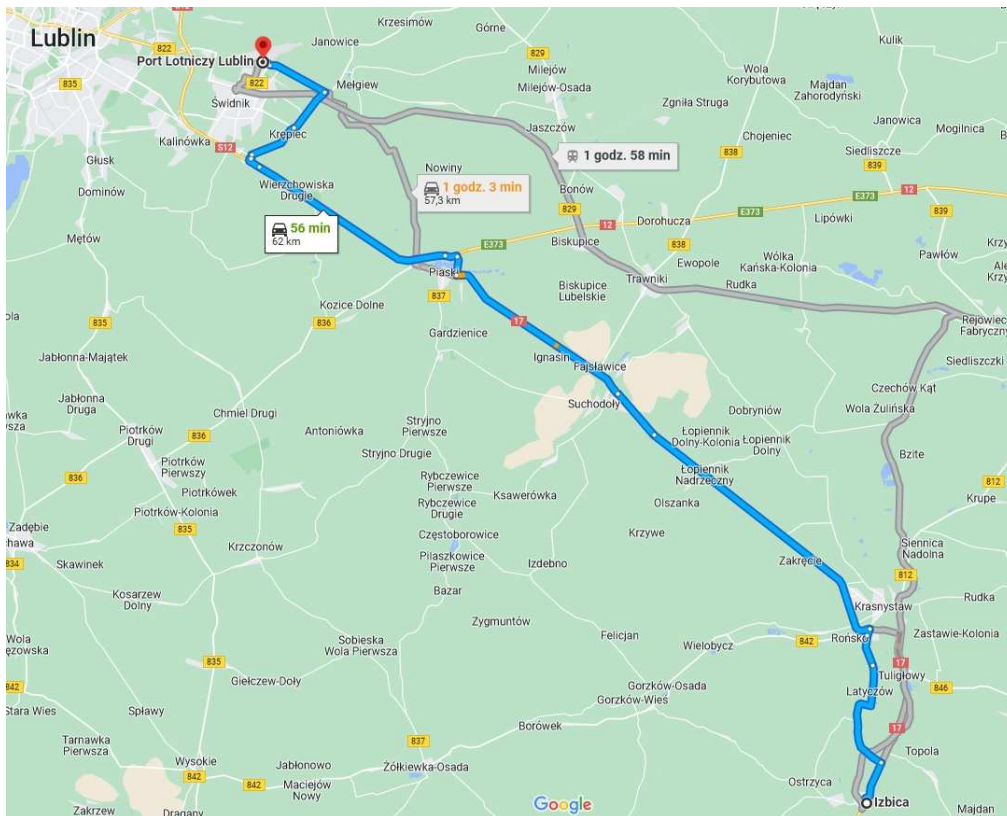 S12
Krzesimów
Górne
Kulik
Lublin
822
Janowice
829
Port Lotniczy Lublin
Milejów
Wola
Korybutowa
Majdan
Zahorodyński
835
822
Mełgiew
Milejów-Osada
Świdnik
Zgniła Struga
Janowica
Jaszczów
Mogilnica
Kalinówka
Krępiec
Chojeniec
S12
838
Siedliszcze
Głusk
Nowiny
1 godz. 58 min
839
Dominów
Wierzchowiska
Drugie
1 godz. 3 min
57,3 km
Bonów
12
E373
829
Dorohucza
Lipówki
839
56 min
62 km
12
Mętów
E373
Biskupice
838
Pawłów
Ewopole
Wólka
Kańska-Kolonia
Piaski
Trawniki
Rudka
837
Biskupice
Lubelskie
Kozice Dolne
835
836
17
Rejowiec
Fabryczny
Gardzienice
Jabłonna-Majątek
Ignasin
Fajsławice
Siedliszczki
Czechów Kąt
Jabłonna
Druga
Suchodoły
Chmiel Drugi
Dobryniów
Wola Żulińska
Piotrków
Drugi
836
Antoniówka
Stryjno
Pierwsze
Łopiennik
Dolny-Kolonia
Łopiennik
Dolny
Stryjno Drugie
Bzite
836
Piotrków
Pierwszy
Łopiennik
Nadrzeczny
Rybczewice
Pierwsze
812
Piotrkówek
Ksawerówka
Olszanka
Krupe
Piotrków-Kolonia
Rybczewice
Drugie
Zadębie
835
Krzywe
Częstoborowice
Siennica
Nadolna
Krzczonów
Pilaszkowice
Pierwsze
834
Skawinek
Izdebno
Zakręcie
812
Kosarzew
Dolny
Bazar
Rudka
Krasnystaw
Zygmuntów
Felicjan
Zastawie-Kolonia
Wola
Sobieska
Wola Pierwsza
842
Rońsko
Wielobycz
835
17
Tuligłowy
Giełczew-Doły
842
Gorzków-Osada
Latyczów
846
Gorzków-Wieś
Stara Wieś
Spławy
Borówek
17
Tarnawka
Pierwsza
837
Topola
Wysokie
Jabłonowo
Żółkiewka-Osada
842
842
Maciejów
Nowy
Ostrzyca
Google
Izbica
Zakrzew
Dragany
Majdan